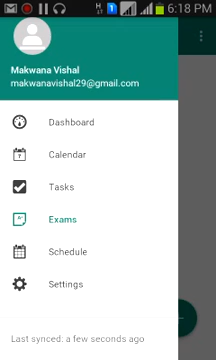 6:18 PM
Makwana Vishal
makwanavishal29@gmail.com
Dashboard
Calendar
Tasks
Exams
Schedule
Settings
Last synced: a few seconds ago